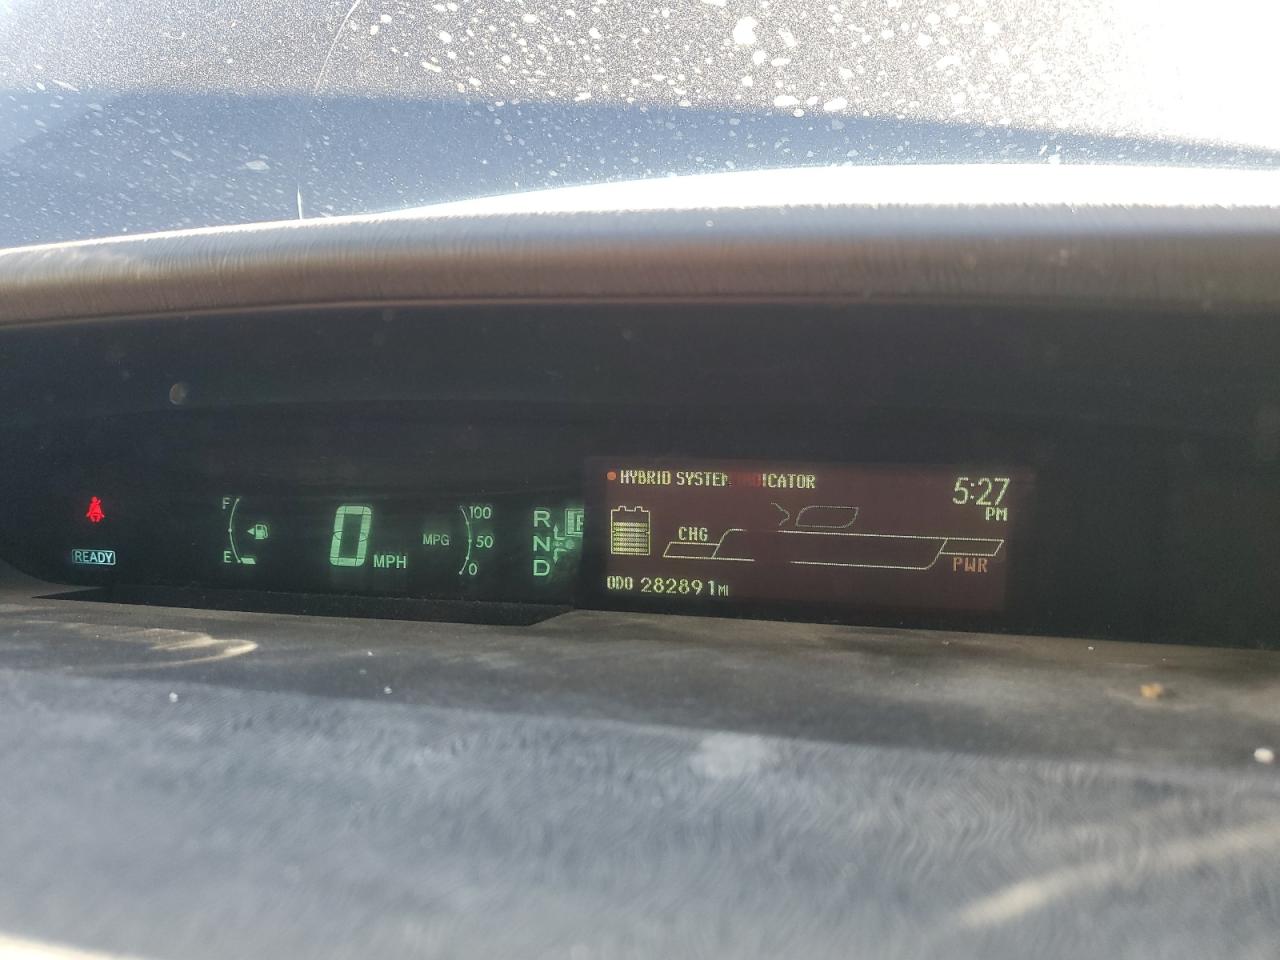 READY
F
E
0 MPH
MPG
100
50
0
R
N
D
P
HYBRID SYSTEM INDICATOR
5:27
PM
CHG
PWR
ODO 282891 MI